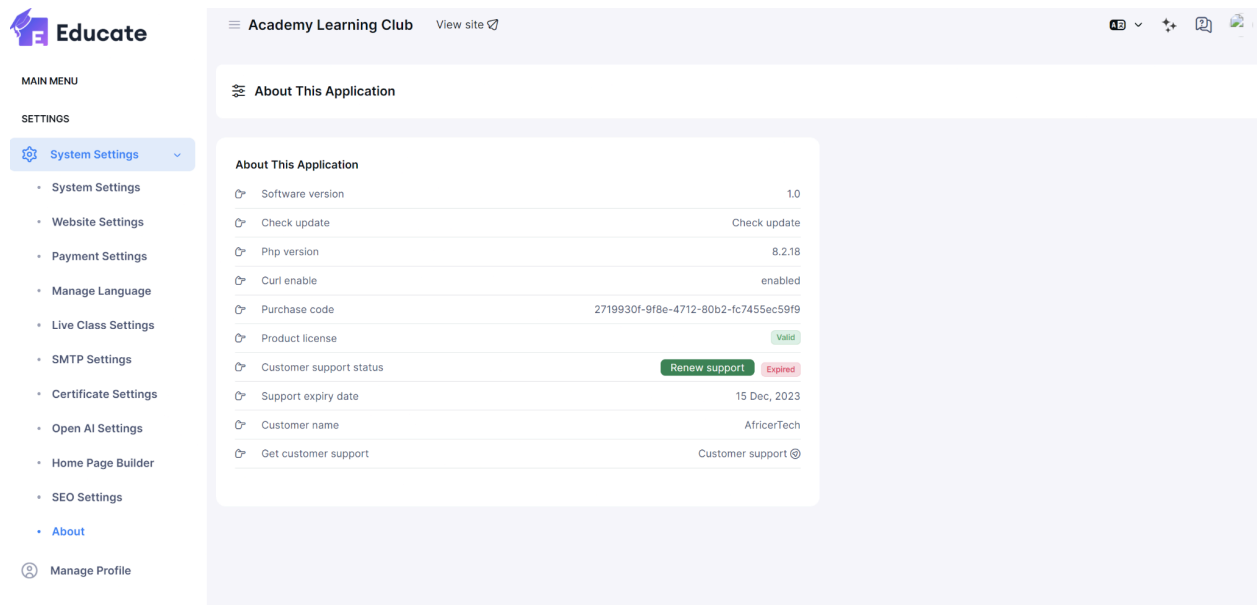 Educate
Academy Learning Club View site
MAIN MENU
SETTINGS
System Settings
System Settings
Website Settings
Payment Settings
Manage Language
Live Class Settings
SMTP Settings
Certificate Settings
Open AI Settings
Home Page Builder
SEO Settings
About
Manage Profile
About This Application
About This Application
Software version 1.0
Check update Check update
Php version 8.2.18
Curl enable enabled
Purchase code 2719930f-9f8e-4712-80b2-fc7455ec59f9
Product license Valid
Customer support status Renew support Expired
Support expiry date 15 Dec, 2023
Customer name AfricerTech
Get customer support Customer support